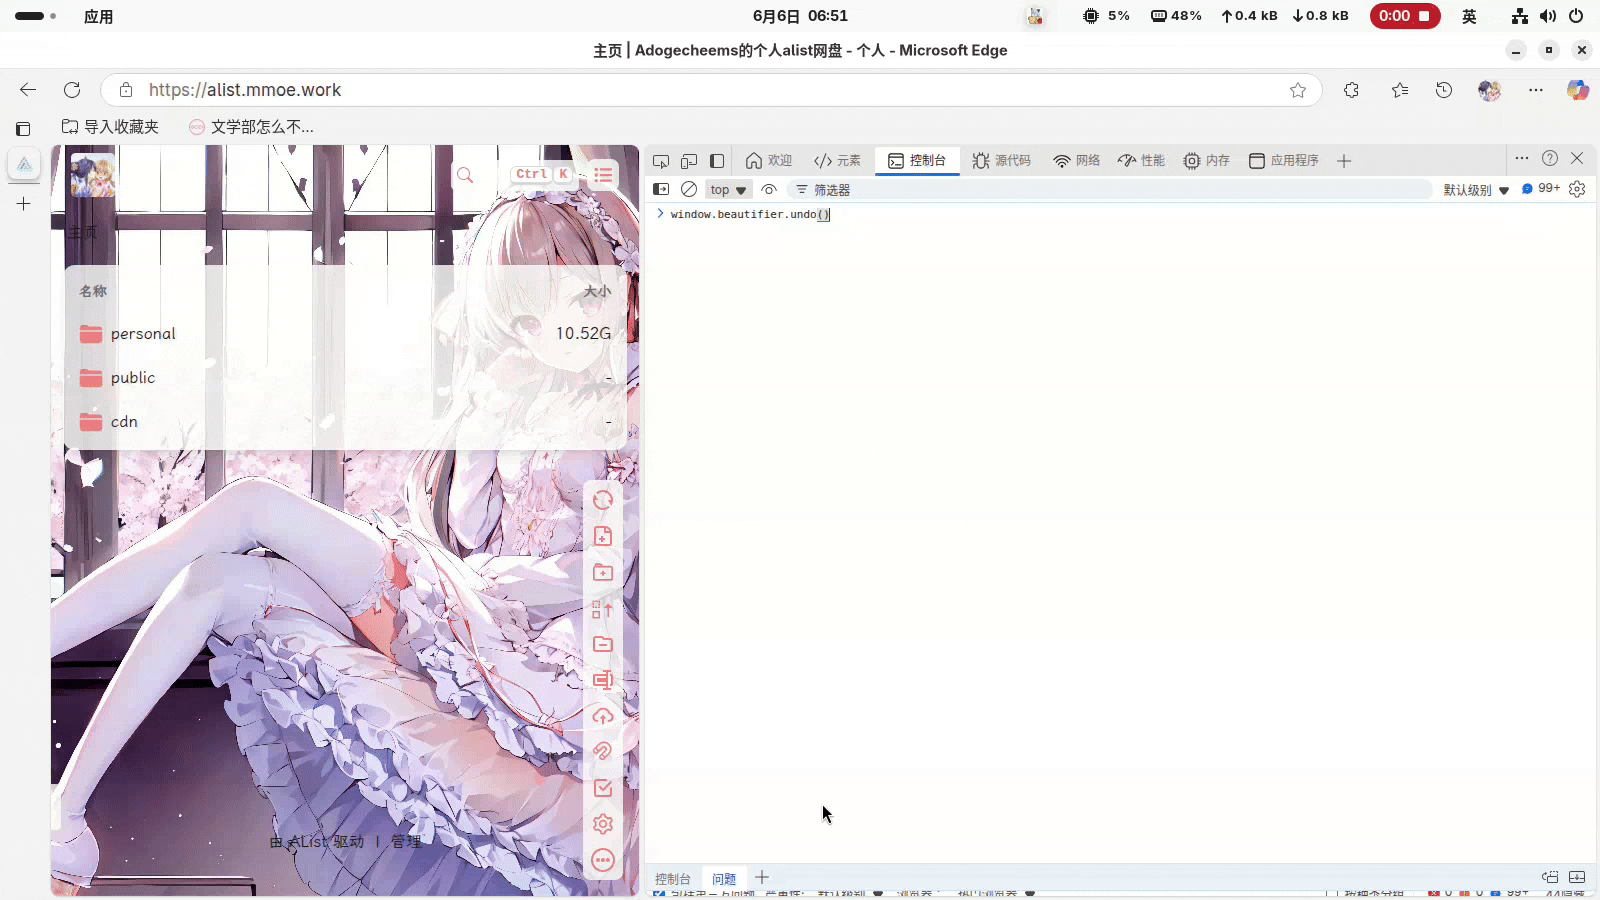 应用
6月6日 06:51
5%
48%
0.4 kB
0.8 kB
0:00
英
主页 | Adogecheems的个人alist网盘 - 个人 - Microsoft Edge
https://alist.mmoe.work
导入收藏夹
文学部怎么不...
Ctrl K
主页
名称 大小
personal 10.52G
public -
cdn -
由 AList 驱动 | 管理
欢迎
元素
控制台
源代码
网络
性能
内存
应用程序
top
筛选器
默认级别
99+
window.beautifier.undo()
控制台
问题